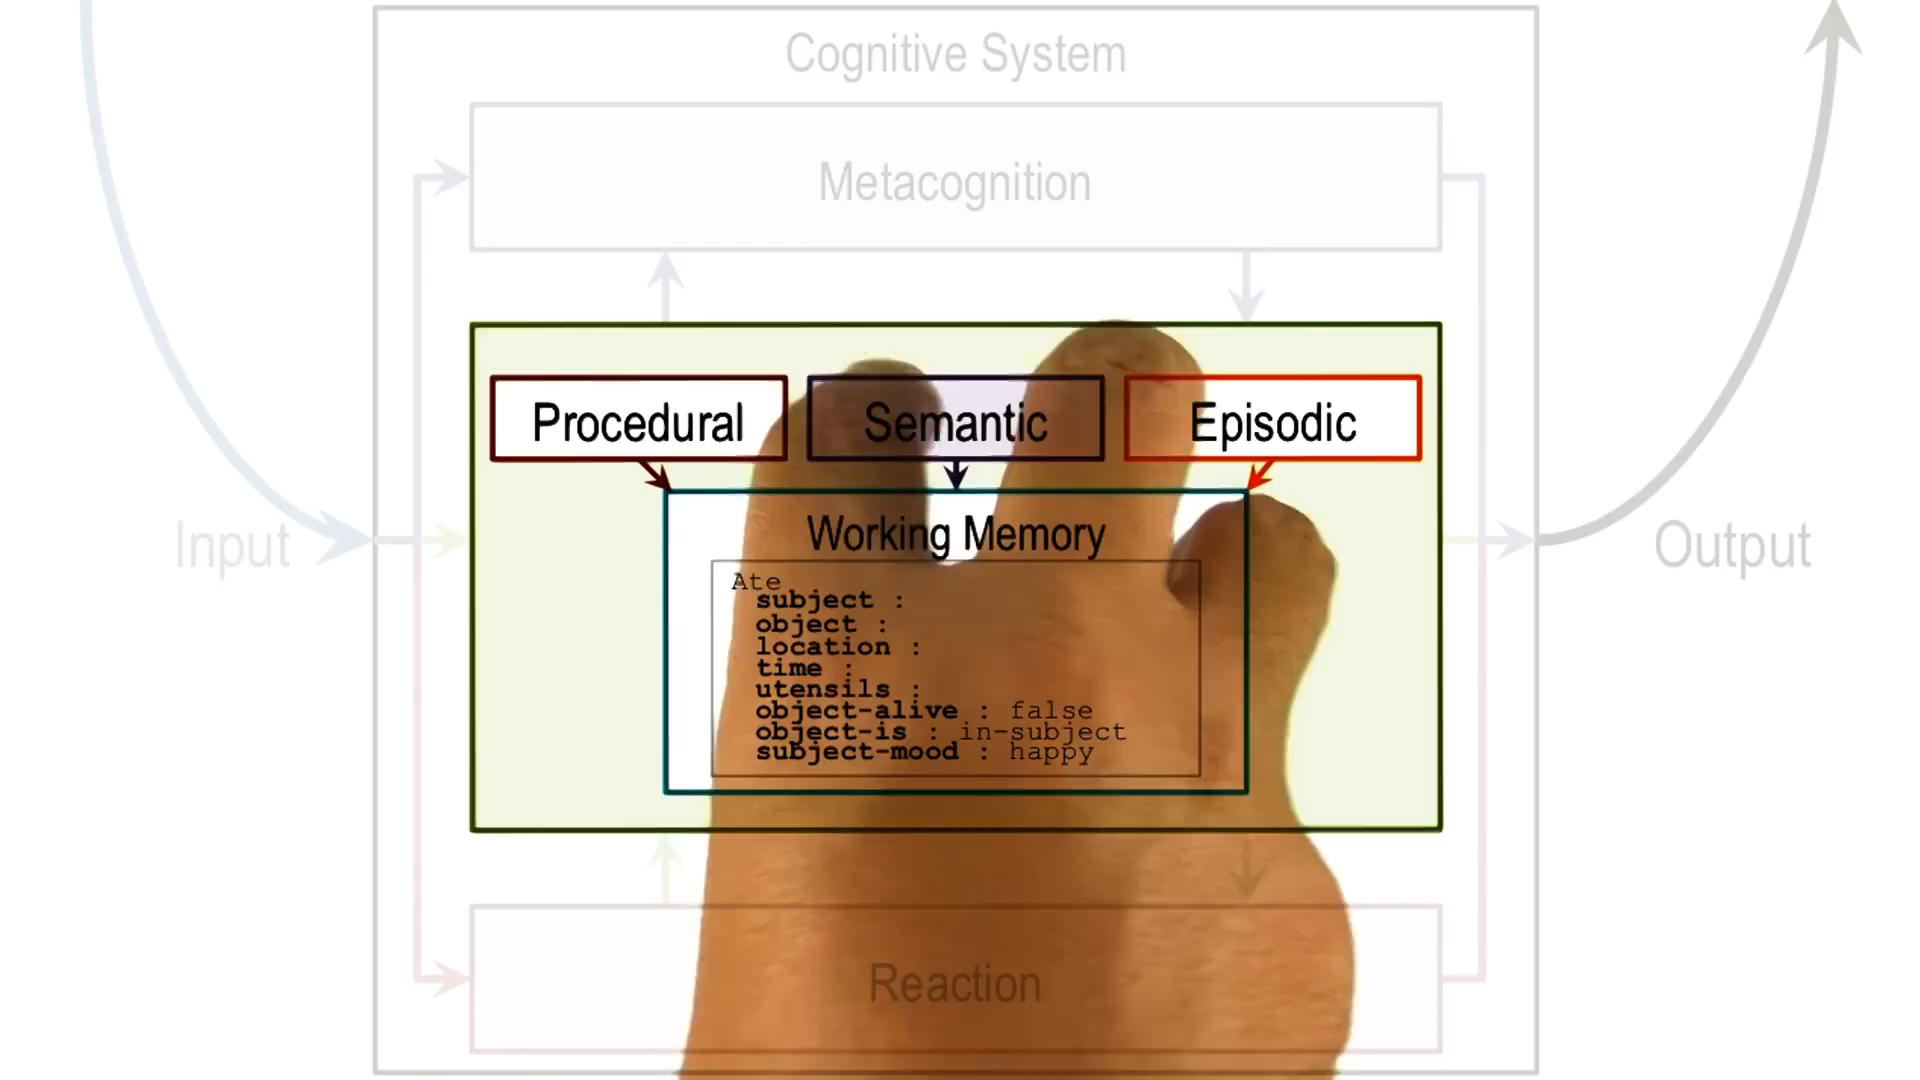 Cognitive System
Metacognition
Procedural
Semantic
Episodic
Working Memory
Ate
subject :
object :
location :
time :
utensils :
object-alive : false
object-is : in-subject
subject-mood : happy
Input
Output
Reaction